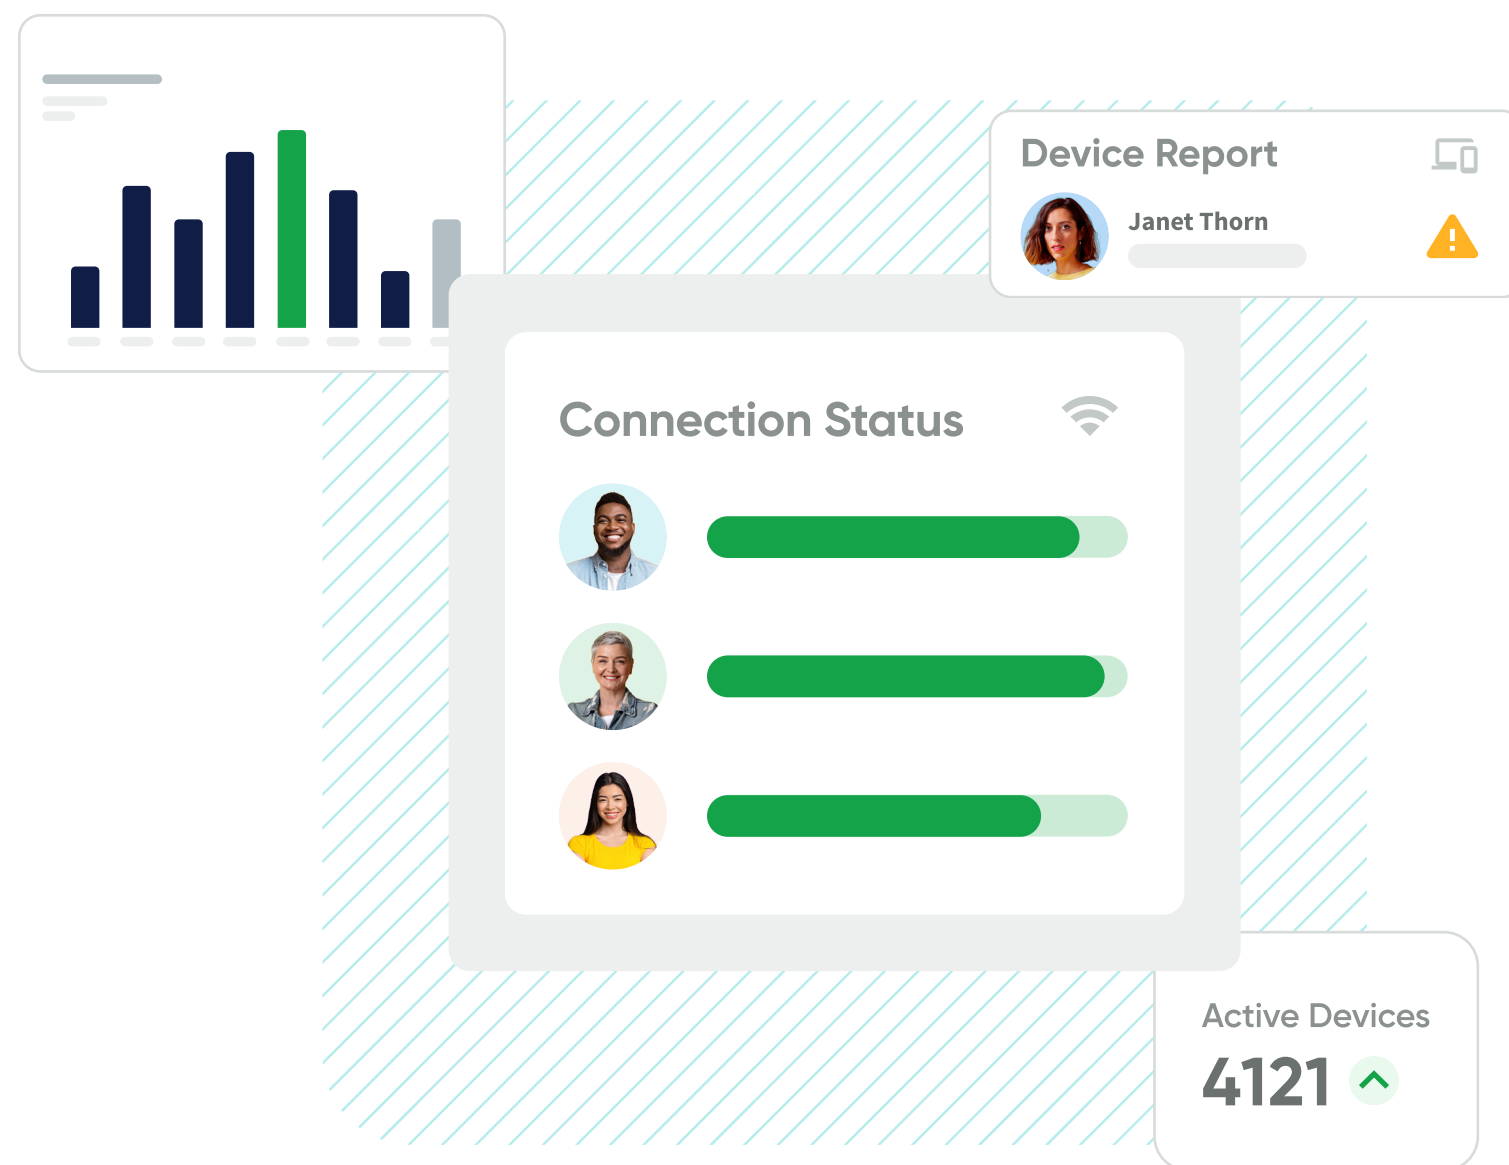 Device Report
Janet Thorn
Connection Status
Active Devices
4121